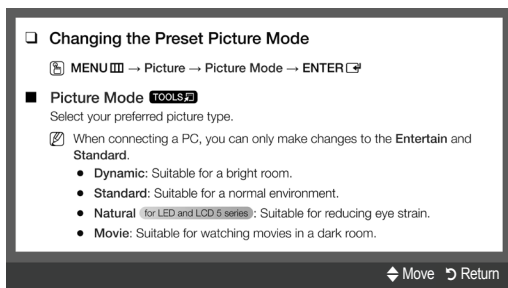 Changing the Preset Picture Mode
MENU → Picture → Picture Mode → ENTER
Picture Mode TOOLS
Select your preferred picture type.
When connecting a PC, you can only make changes to the Entertain and
Standard.
● Dynamic: Suitable for a bright room.
● Standard: Suitable for a normal environment.
● Natural for LED and LCD 5 series : Suitable for reducing eye strain.
● Movie: Suitable for watching movies in a dark room.
Move Return